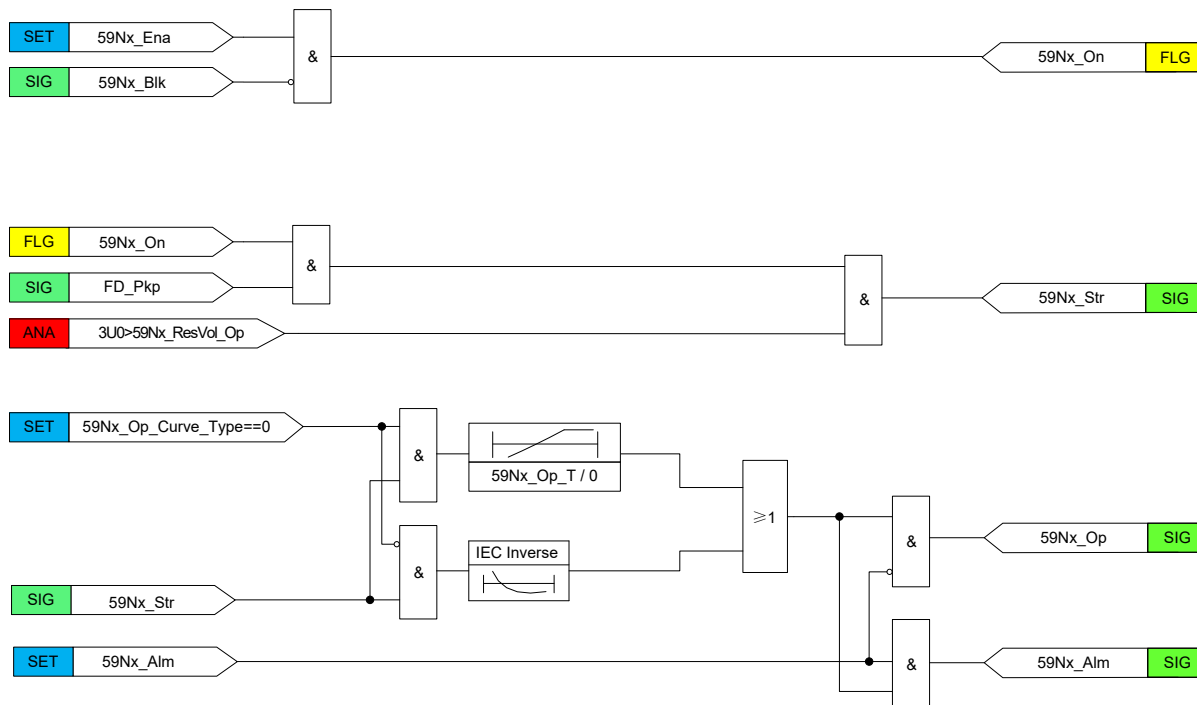 SET 59Nx_Ena
&
59Nx_On FLG
SIG 59Nx_Blk
FLG 59Nx_On
&
SIG FD_Pkp
&
59Nx_Str SIG
ANA 3U0>59Nx_ResVol_Op
SET 59Nx_Op_Curve_Type==0
&
59Nx_Op_T / 0
≥1
&
59Nx_Op SIG
IEC Inverse
&
SIG 59Nx_Str
SET 59Nx_Alm
&
59Nx_Alm SIG